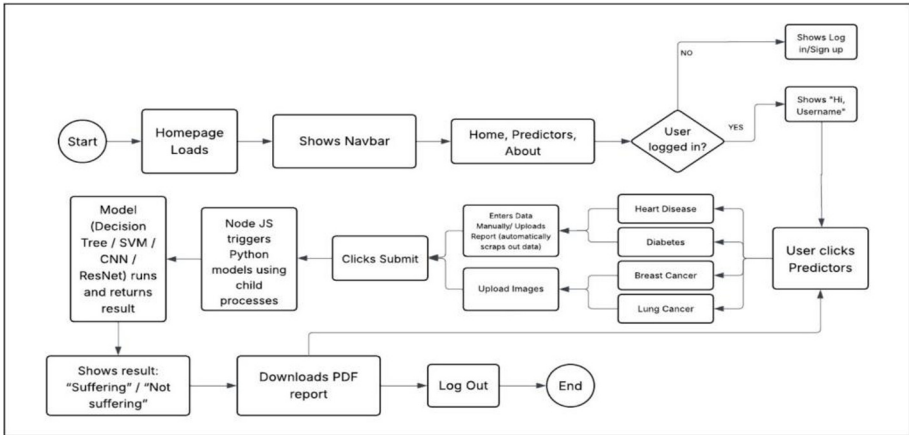 Start
Homepage
Loads
Shows Navbar
Home, Predictors,
About
User
logged in?
NO
Shows Log
in/Sign up
YES
Shows "Hi,
Username"
User clicks
Predictors
Heart Disease
Diabetes
Breast Cancer
Lung Cancer
Enters Data
Manually/ Uploads
Report (automatically
scraps out data)
Upload Images
Clicks Submit
Node JS
triggers
Python
models using
child
processes
Model
(Decision
Tree / SVM /
CNN /
ResNet) runs
and returns
result
Shows result:
“Suffering” / “Not
suffering”
Downloads PDF
report
Log Out
End